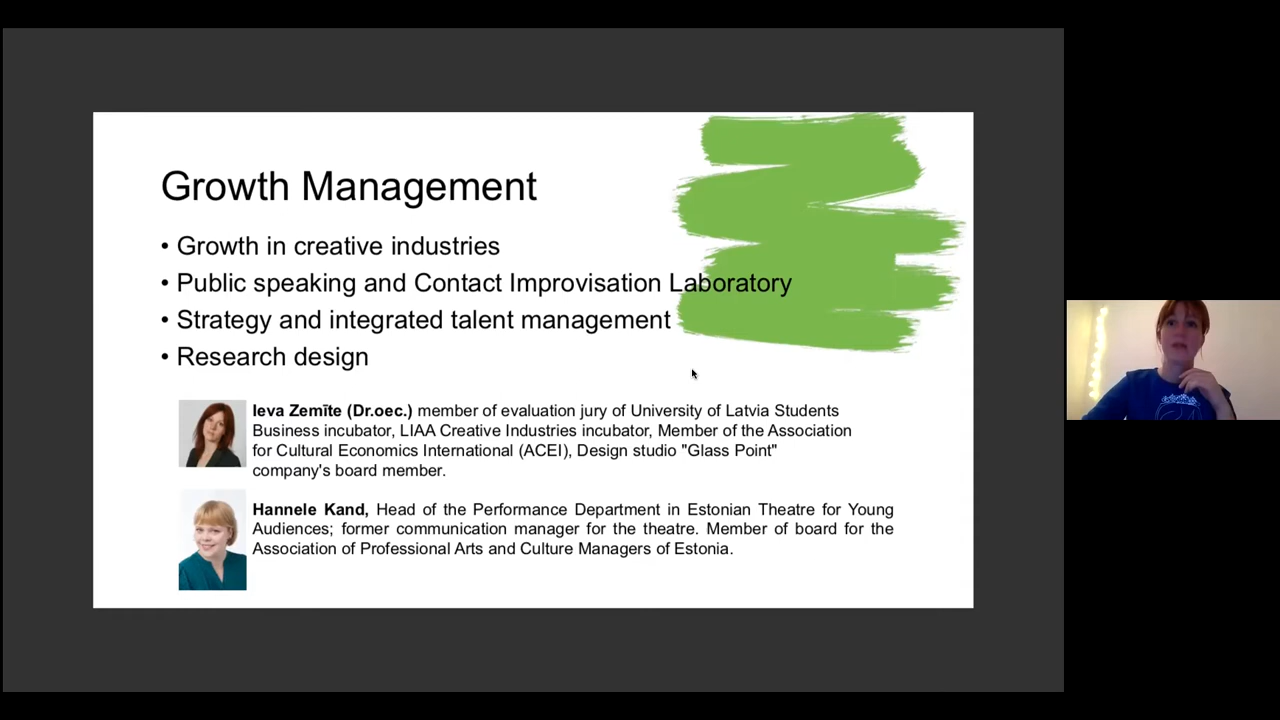 Growth Management
• Growth in creative industries
• Public speaking and Contact Improvisation Laboratory
• Strategy and integrated talent management
• Research design
Ieva Zemīte (Dr.oec.) member of evaluation jury of University of Latvia Students
Business incubator, LIAA Creative Industries incubator, Member of the Association
for Cultural Economics International (ACEI), Design studio "Glass Point"
company's board member.
Hannele Kand, Head of the Performance Department in Estonian Theatre for Young
Audiences; former communication manager for the theatre. Member of board for the
Association of Professional Arts and Culture Managers of Estonia.